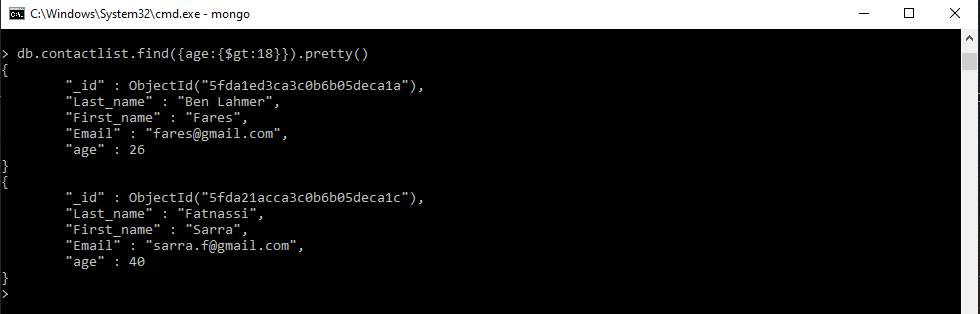 C:\Windows\System32\cmd.exe - mongo
> db.contactlist.find({age:{$gt:18}}).pretty()
{
"_id" : ObjectId("5fda1ed3ca3c0b6b05deca1a"),
"Last_name" : "Ben Lahmer",
"First_name" : "Fares",
"Email" : "fares@gmail.com",
"age" : 26
}
{
"_id" : ObjectId("5fda21acca3c0b6b05deca1c"),
"Last_name" : "Fatnassi",
"First_name" : "Sarra",
"Email" : "sarra.f@gmail.com",
"age" : 40
}
>